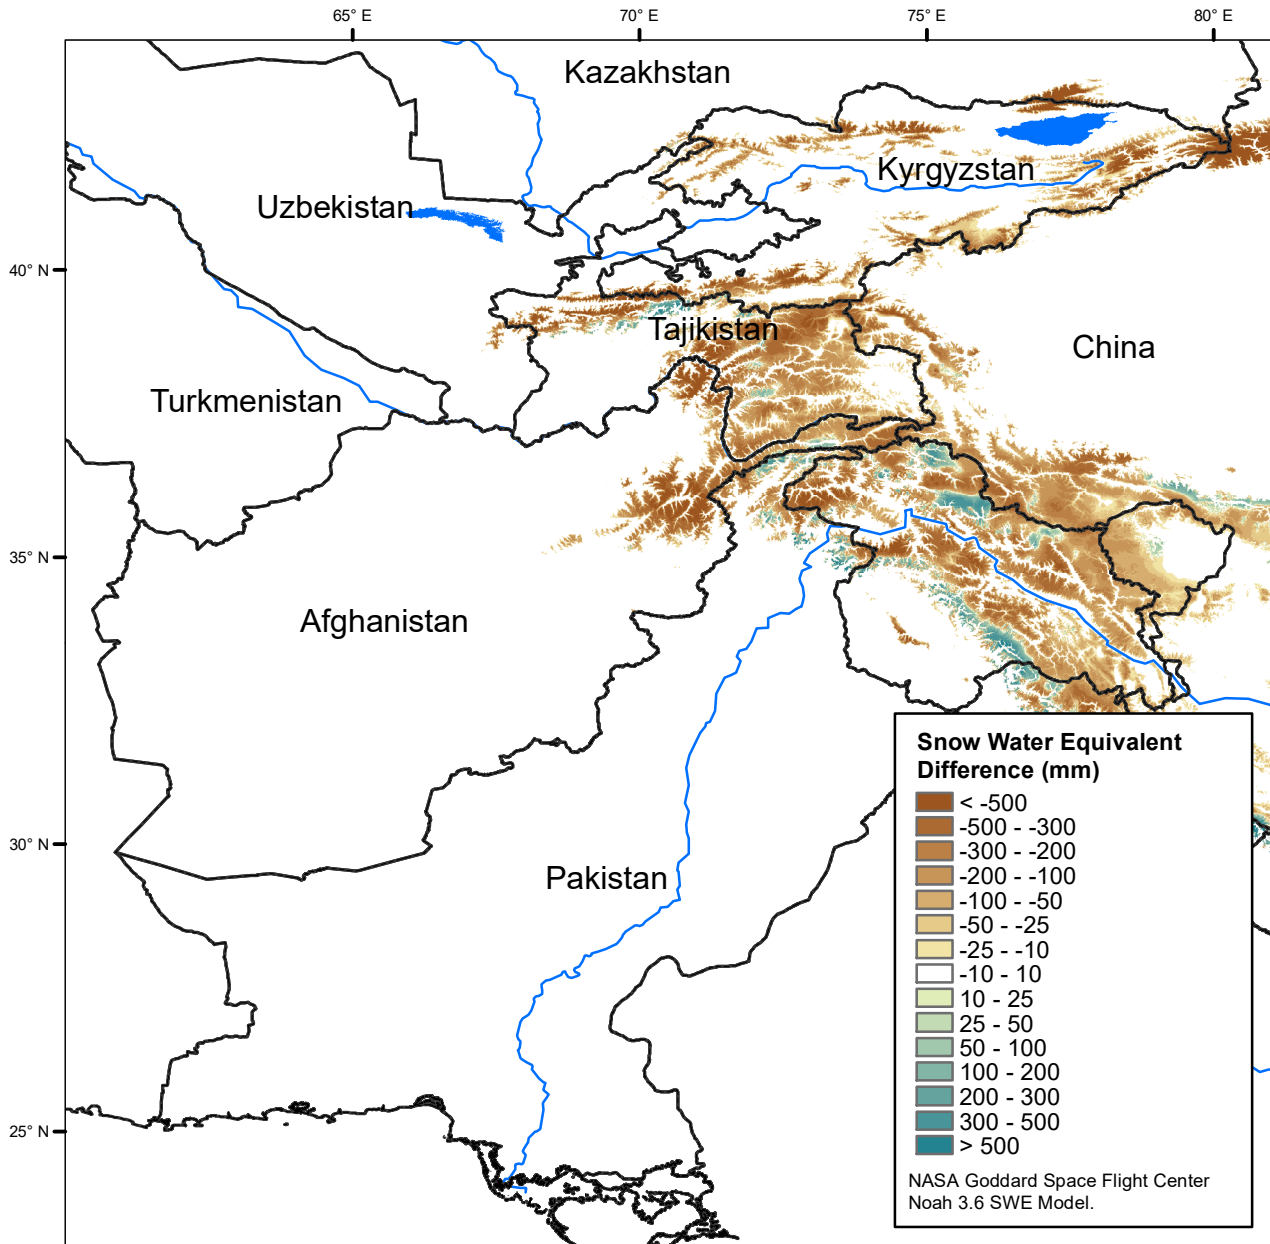 65° E
70° E
75° E
80° E
Kazakhstan
Kyrgyzstan
Uzbekistan
40° N
Tajikistan
China
Turkmenistan
35° N
Afghanistan
30° N
Pakistan
25° N
Snow Water Equivalent
Difference (mm)
< -500
-500 - -300
-300 - -200
-200 - -100
-100 - -50
-50 - -25
-25 - -10
-10 - 10
10 - 25
25 - 50
50 - 100
100 - 200
200 - 300
300 - 500
> 500
NASA Goddard Space Flight Center
Noah 3.6 SWE Model.